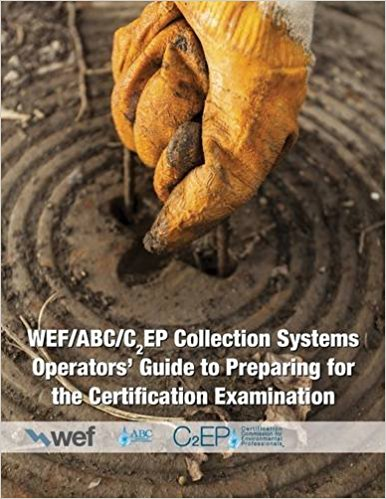 WEF/ABC/C₂EP Collection Systems
Operators' Guide to Preparing for
the Certification Examination
wef
ABC
C₂EP
Certification
Commission for
Environmental
Professionals